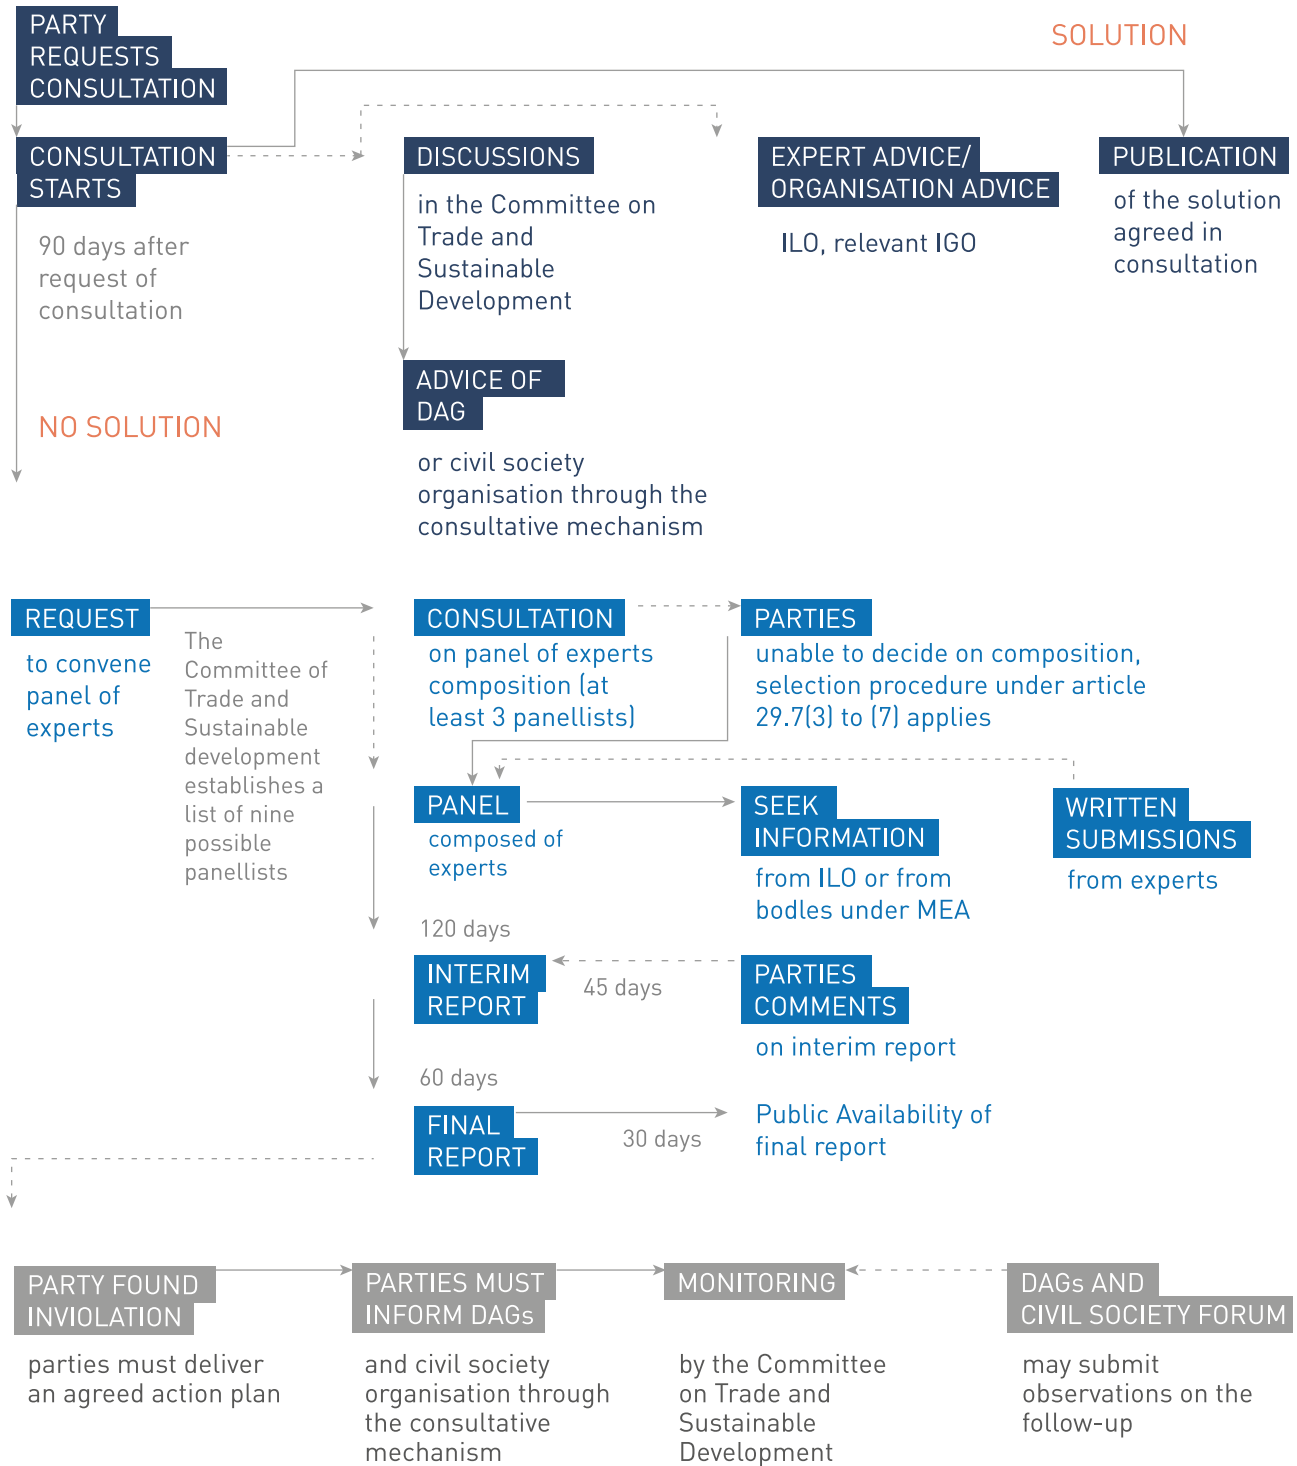 PARTY
REQUESTS
CONSULTATION
SOLUTION
CONSULTATION
STARTS
90 days after
request of
consultation
NO SOLUTION
DISCUSSIONS
in the Committee on
Trade and
Sustainable
Development
ADVICE OF
DAG
or civil society
organisation through the
consultative mechanism
EXPERT ADVICE/
ORGANISATION ADVICE
ILO, relevant IGO
PUBLICATION
of the solution
agreed in
consultation
REQUEST
to convene
panel of
experts
The
Committee of
Trade and
Sustainable
development
establishes a
list of nine
possible
panellists
CONSULTATION
on panel of experts
composition (at
least 3 panellists)
PARTIES
unable to decide on composition,
selection procedure under article
29.7(3) to (7) applies
PANEL
composed of
experts
SEEK
INFORMATION
from ILO or from
bodles under MEA
WRITTEN
SUBMISSIONS
from experts
120 days
INTERIM
REPORT
45 days
PARTIES
COMMENTS
on interim report
60 days
FINAL
REPORT
30 days
Public Availability of
final report
PARTY FOUND
INVIOLATION
parties must deliver
an agreed action plan
PARTIES MUST
INFORM DAGs
and civil society
organisation through
the consultative
mechanism
MONITORING
by the Committee
on Trade and
Sustainable
Development
DAGs AND
CIVIL SOCIETY FORUM
may submit
observations on the
follow-up